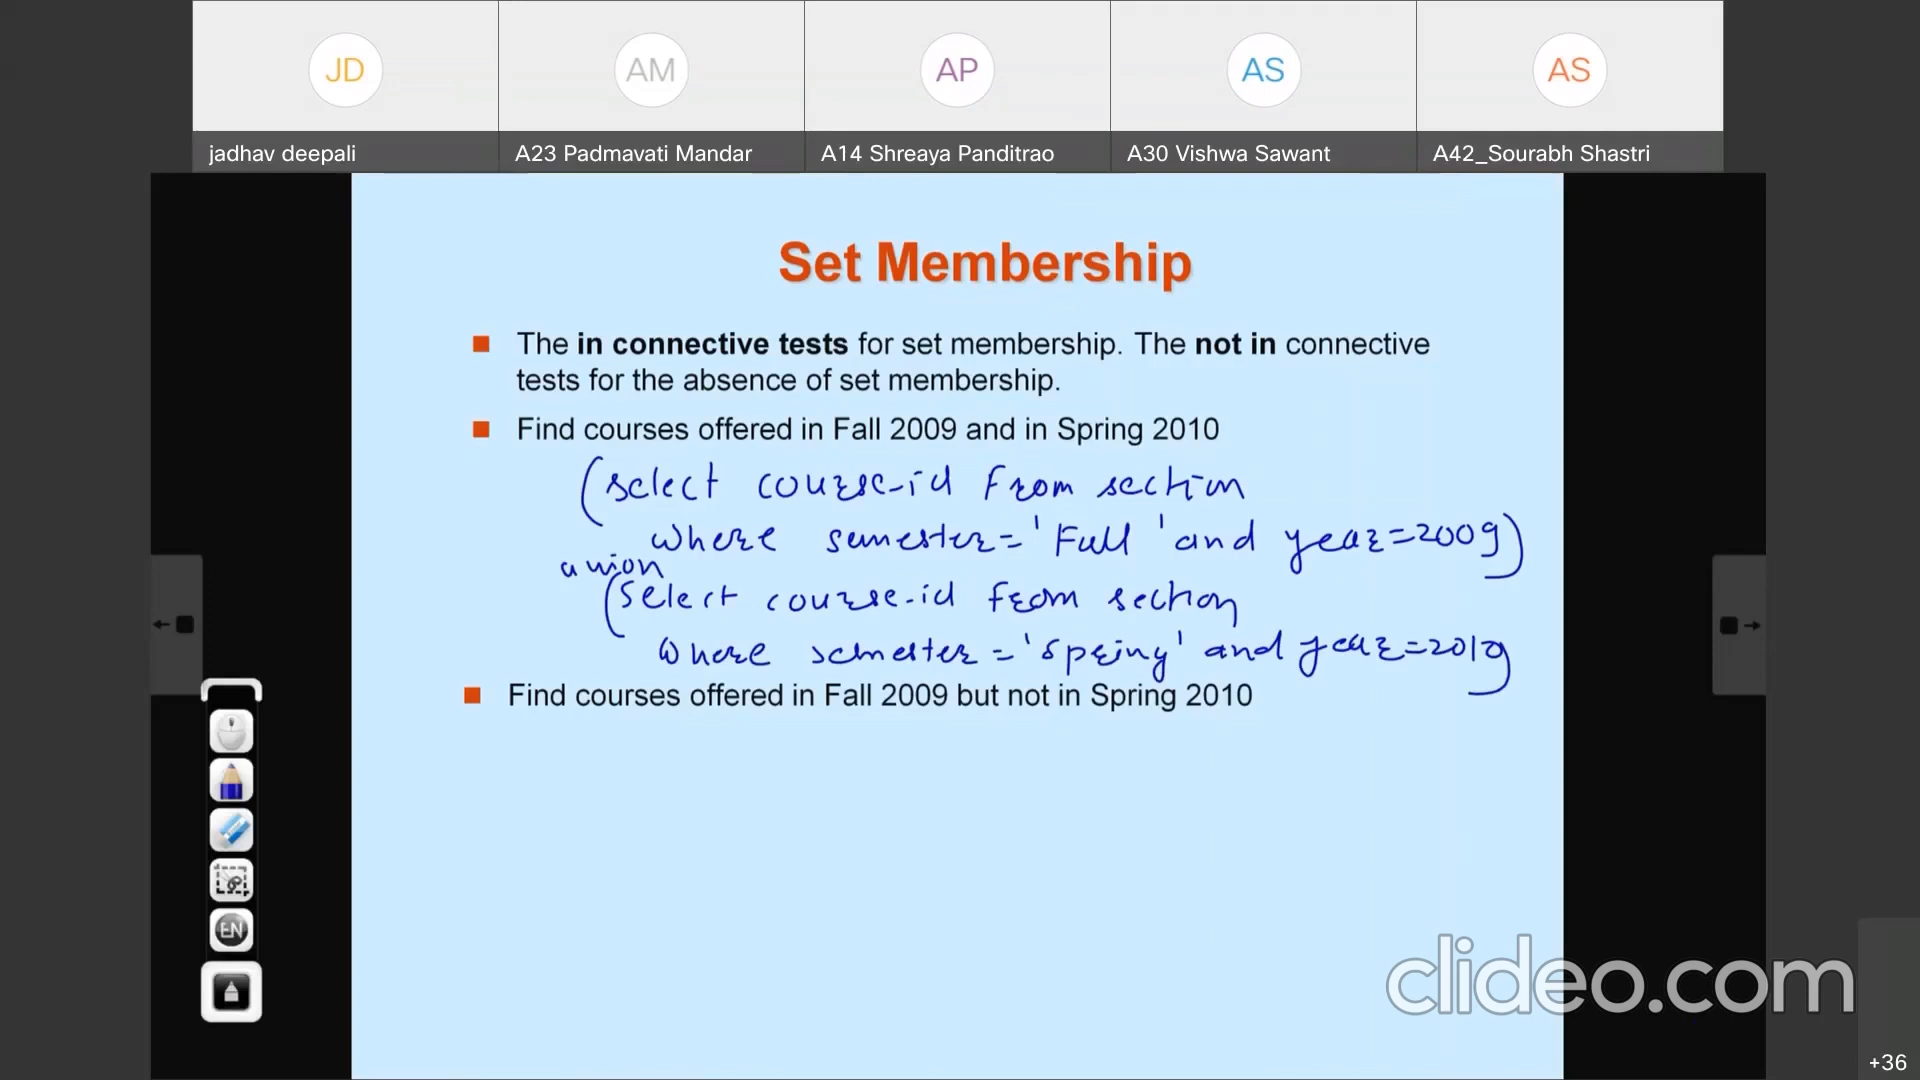 JD
AM
AP
AS
AS
jadhav deepali
A23 Padmavati Mandar
A14 Shreaya Panditrao
A30 Vishwa Sawant
A42_Sourabh Shastri
Set Membership
The in connective tests for set membership. The not in connective
tests for the absence of set membership.
Find courses offered in Fall 2009 and in Spring 2010
(select course-id from section
where semester='Fall' and year=2009)
union
(select course-id from section
where semester='spring' and year=2010)
Find courses offered in Fall 2009 but not in Spring 2010
EN
clideo.com
+36